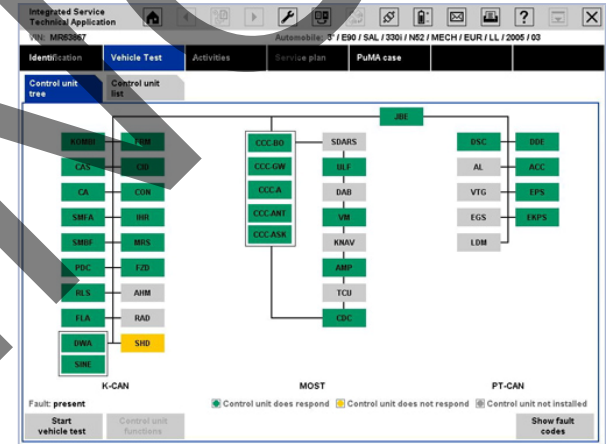 Integrated Service
Technical Application
VIN: MR63567
Automobile: 3' / E90 / SAL / 330i / N52 / MECH / EUR / LL / 2005 / 03
Identification Vehicle Test Activities Service plan PuMA case
Control unit
tree
Control unit
list
JBE
KOMBI FRM CCC-BO SDARS DSC DDE
CAS CID CCC-GW ULF AL ACC
CA CON CCC-A DAB VTG EPS
SMFA IHR CCC-ANT VM EGS EKPS
SMBF MRS CCC-ASK KNAV LDM
PDC FZD AMP
RLS AHM TCU
FLA RAD CDC
DWA SHD
SINE
K-CAN MOST PT-CAN
Fault: present Control unit does respond Control unit does not respond Control unit not installed
Start
vehicle test
Control unit
functions
Show fault
codes